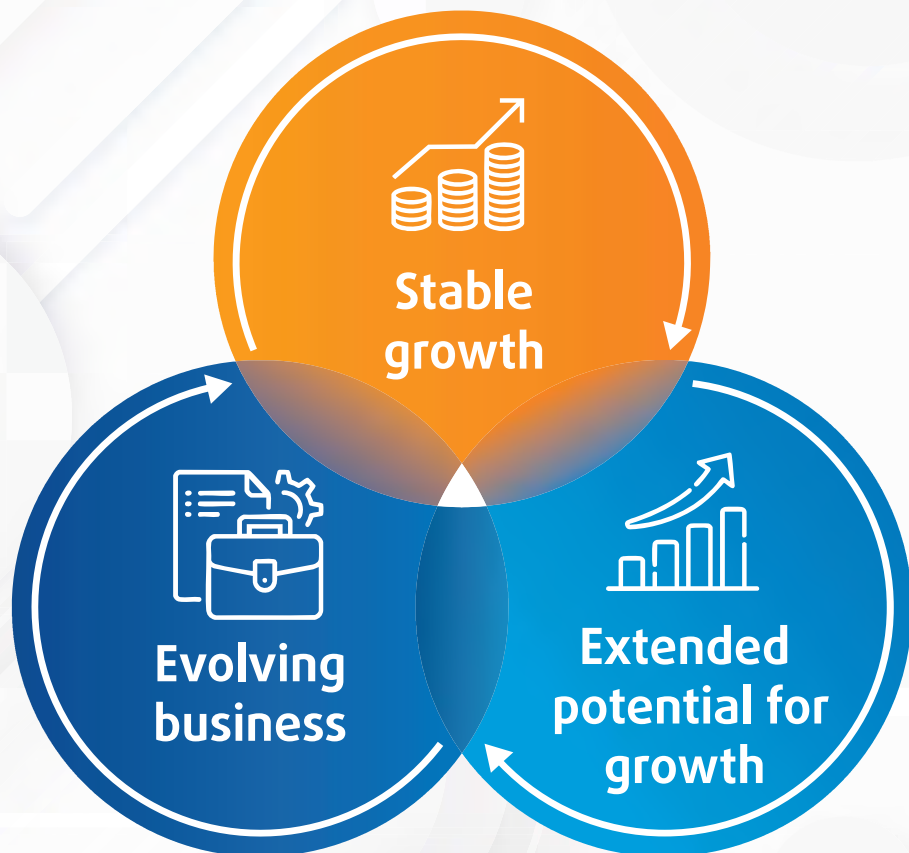 Stable
growth
Evolving
business
Extended
potential for
growth